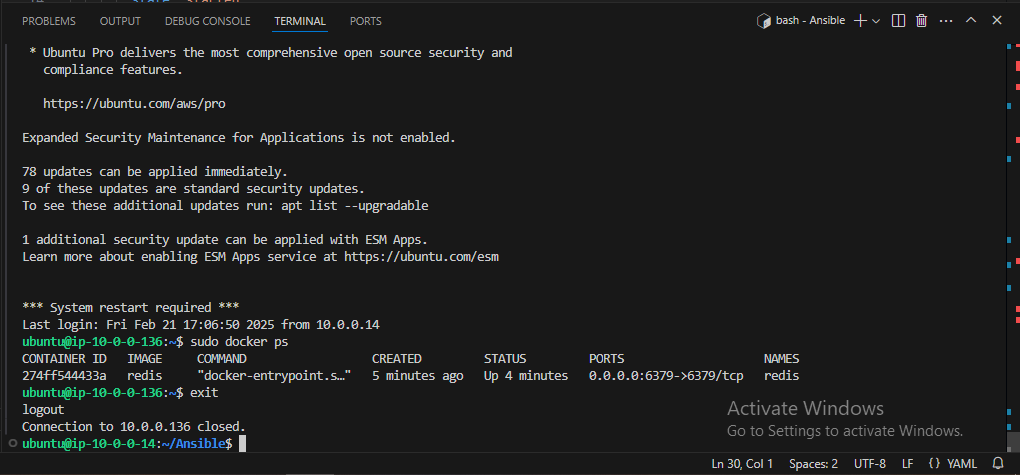 PROBLEMS OUTPUT DEBUG CONSOLE TERMINAL PORTS bash - Ansible
* Ubuntu Pro delivers the most comprehensive open source security and
compliance features.
https://ubuntu.com/aws/pro
Expanded Security Maintenance for Applications is not enabled.
78 updates can be applied immediately.
9 of these updates are standard security updates.
To see these additional updates run: apt list --upgradable
1 additional security update can be applied with ESM Apps.
Learn more about enabling ESM Apps service at https://ubuntu.com/esm
*** System restart required ***
Last login: Fri Feb 21 17:06:50 2025 from 10.0.0.14
ubuntu@ip-10-0-0-136:~$ sudo docker ps
CONTAINER ID IMAGE COMMAND CREATED STATUS PORTS NAMES
274ff544433a redis "docker-entrypoint.s…" 5 minutes ago Up 4 minutes 0.0.0.0:6379->6379/tcp redis
ubuntu@ip-10-0-0-136:~$ exit
logout
Connection to 10.0.0.136 closed.
ubuntu@ip-10-0-0-14:~/Ansible$
Activate Windows
Go to Settings to activate Windows.
Ln 30, Col 1 Spaces: 2 UTF-8 LF {} YAML